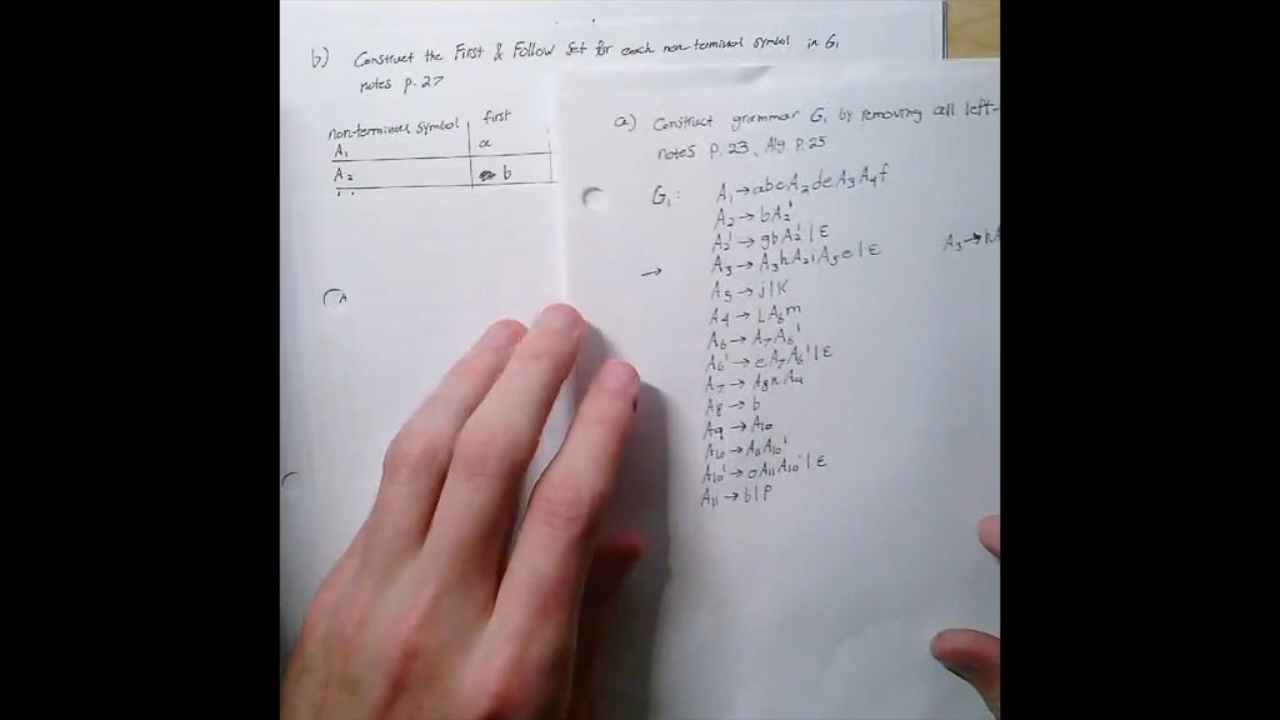 b) Construct the First & Follow Set for each non-terminal symbol in G₁
notes p.27
non-terminal symbol first
A₁ a
A₂ b
a) Construct grammar G₁ by removing all left-
notes p.23, Alg p.25
G₁: A₁ → abcA₂deA₃A₄f
A₂ → bA₂'
A₂' → gbA₂' | ε
→ A₃ → A₃hA₂iA₅e | ε
A₃ → hA
A₅ → j | K
A₄ → LA₆m
A₆ → A₇A₆'
A₆' → eA₇A₆' | ε
A₇ → A₈nA₉
A₈ → b
A₉ → A₁₀
A₁₀ → A₁₁A₁₀'
A₁₀' → oA₁₁A₁₀' | ε
A₁₁ → b | P